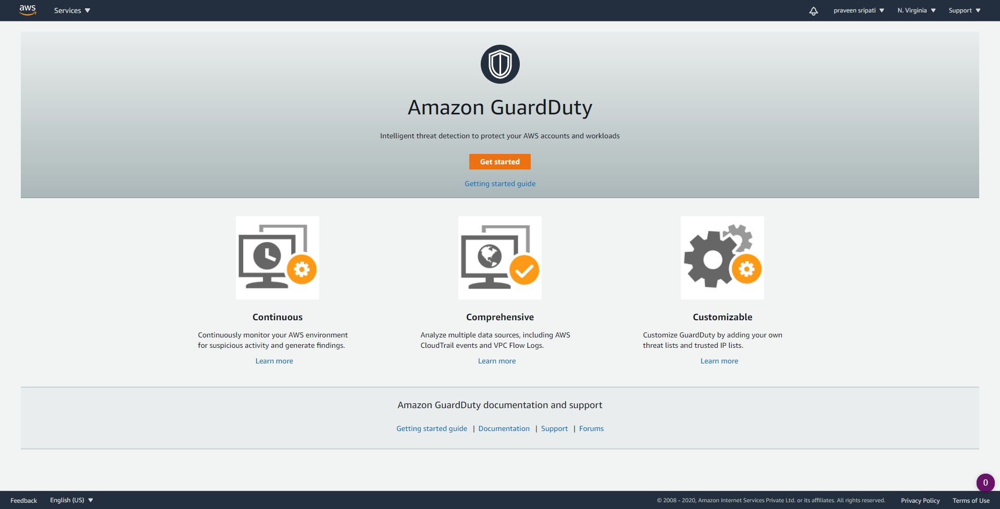 aws
Services
praveen sripati
N. Virginia
Support
Amazon GuardDuty
Intelligent threat detection to protect your AWS accounts and workloads
Get started
Getting started guide
Continuous
Continuously monitor your AWS environment
for suspicious activity and generate findings.
Learn more
Comprehensive
Analyze multiple data sources, including AWS
CloudTrail events and VPC Flow Logs.
Learn more
Customizable
Customize GuardDuty by adding your own
threat lists and trusted IP lists.
Learn more
Amazon GuardDuty documentation and support
Getting started guide | Documentation | Support | Forums
0
Feedback
English (US)
© 2008 - 2020, Amazon Internet Services Private Ltd. or its affiliates. All rights reserved.
Privacy Policy
Terms of Use